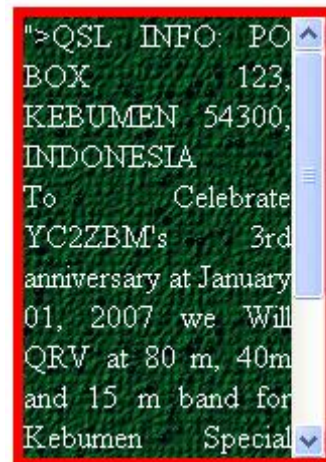 ">QSL INFO: PO
BOX 123,
KEBUMEN 54300,
INDONESIA
To Celebrate
YC2ZBM's 3rd
anniversary at January
01, 2007 we Will
QRV at 80 m, 40m
and 15 m band for
Kebumen Special